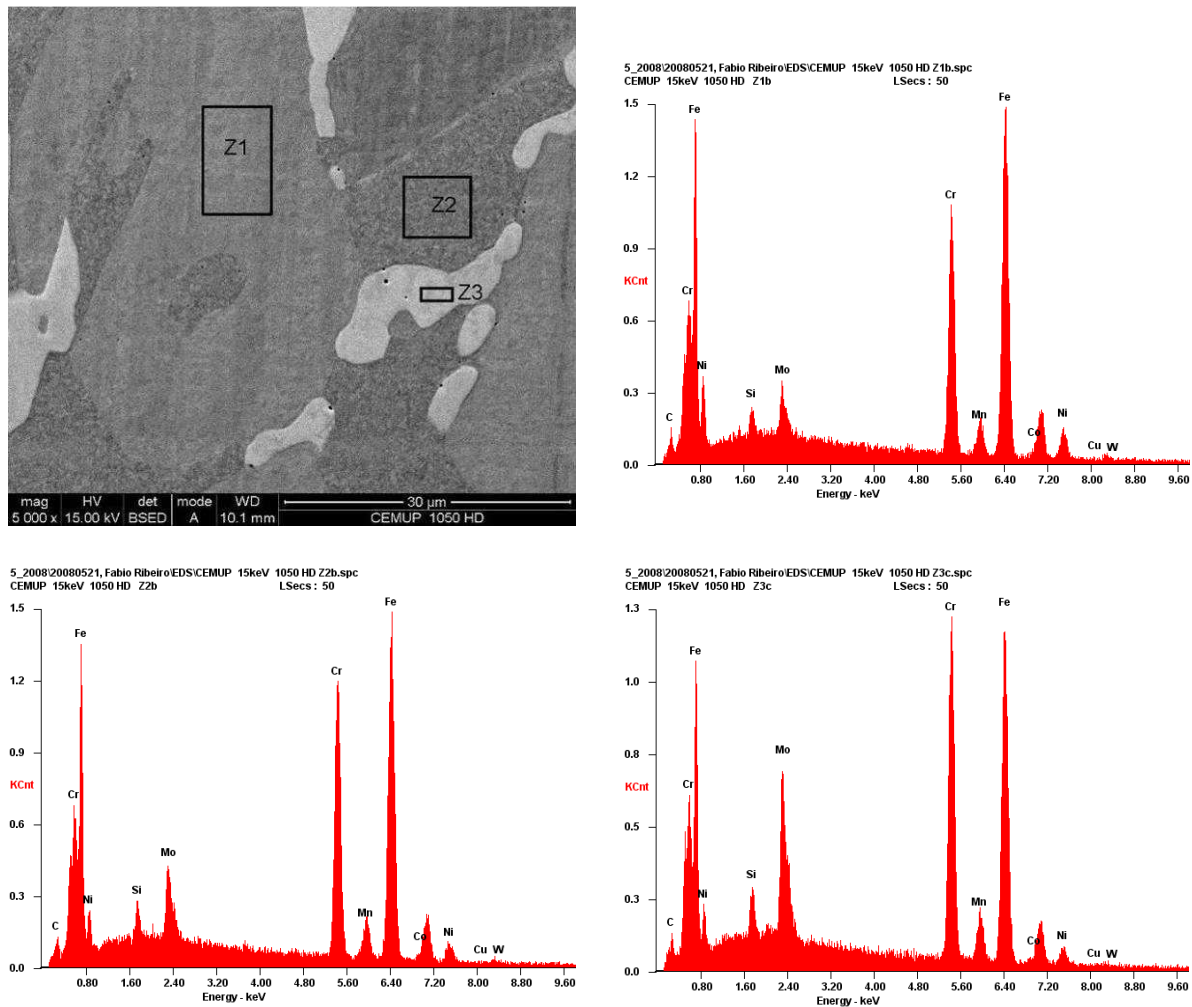 Z1
Z2
Z3
mag HV det mode WD 30 µm
5 000 x 15.00 kV BSED A 10.1 mm CEMUP 1050 HD
5_2008\20080521, Fabio Ribeiro\EDS\CEMUP 15keV 1050 HD Z1b.spc
CEMUP 15keV 1050 HD Z1b LSecs : 50
1.5
1.2
0.9
KCnt
0.6
0.3
0.0
C Cr Fe Ni Si Mo Cr Mn Fe Co Ni Cu W
0.80 1.60 2.40 3.20 4.00 4.80 5.60 6.40 7.20 8.00 8.80 9.60
Energy - keV
5_2008\20080521, Fabio Ribeiro\EDS\CEMUP 15keV 1050 HD Z2b.spc
CEMUP 15keV 1050 HD Z2b LSecs : 50
1.5
1.2
0.9
KCnt
0.6
0.3
0.0
C Cr Fe Ni Si Mo Cr Mn Fe Co Ni Cu W
0.80 1.60 2.40 3.20 4.00 4.80 5.60 6.40 7.20 8.00 8.80 9.60
Energy - keV
5_2008\20080521, Fabio Ribeiro\EDS\CEMUP 15keV 1050 HD Z3c.spc
CEMUP 15keV 1050 HD Z3c LSecs : 50
1.3
1.0
0.8
KCnt
0.5
0.3
0.0
C Cr Fe Ni Si Mo Cr Mn Fe Co Ni Cu W
0.80 1.60 2.40 3.20 4.00 4.80 5.60 6.40 7.20 8.00 8.80 9.60
Energy - keV